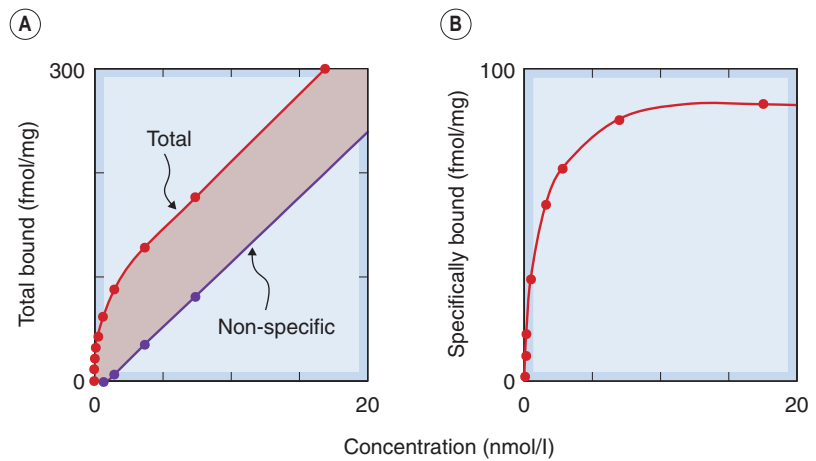 A
B
300
Total
Non-specific
Total bound (fmol/mg)
0
0
20
100
Specifically bound (fmol/mg)
0
0
20
Concentration (nmol/l)